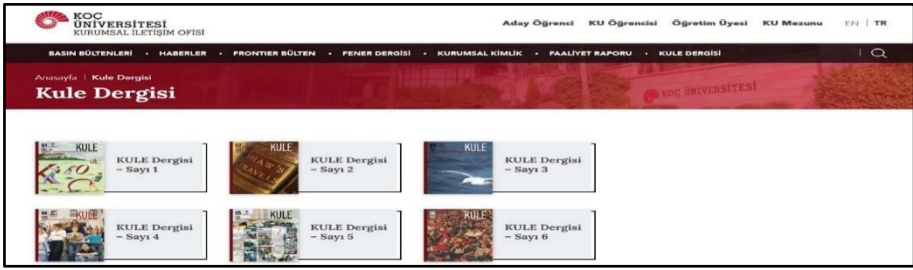 KOÇ
ÜNİVERSİTESİ
KURUMSAL İLETİŞİM OFİSİ
Aday Öğrenci KU Öğrencisi Öğretim Üyesi KU Mezunu EN | TR
BASIN BÜLTENLERİ • HABERLER • FRONTIER BÜLTEN • FENER DERGİSİ • KURUMSAL KİMLİK • FAALİYET RAPORU • KULE DERGİSİ
Anasayfa | Kule Dergisi
Kule Dergisi
KOÇ ÜNİVERSİTESİ
KULE
KULE Dergisi
– Sayı 1
KULE
SHAW'S
TRAVELS
KULE Dergisi
– Sayı 2
KULE
KULE Dergisi
– Sayı 3
KULE
KULE Dergisi
– Sayı 4
KULE
KULE Dergisi
– Sayı 5
KULE
KULE Dergisi
– Sayı 6